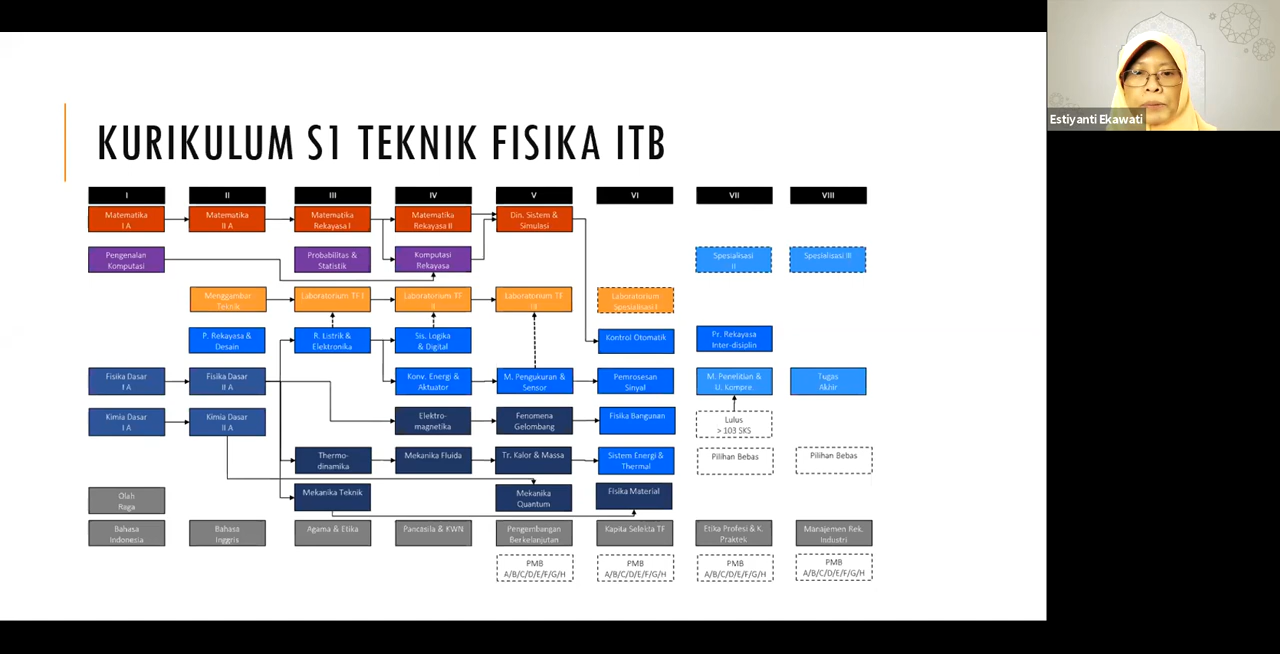 Estiyanti Ekawati
KURIKULUM S1 TEKNIK FISIKA ITB
I
II
III
IV
V
VI
VII
VIII
Matematika
I A
Matematika
II A
Matematika
Rekayasa I
Matematika
Rekayasa II
Din. Sistem &
Simulasi
Pengenalan
Komputasi
Probabilitas &
Statistik
Komputasi
Rekayasa
Spesialisasi
II
Spesialisasi III
Menggambar
Teknik
Laboratorium TF I
Laboratorium TF
II
Laboratorium TF
III
Laboratorium
Spesialisasi I
P. Rekayasa &
Desain
R. Listrik &
Elektronika
Sis. Logika
& Digital
Kontrol Otomatik
Pr. Rekayasa
Inter-disiplin
Fisika Dasar
I A
Fisika Dasar
II A
Konv. Energi &
Aktuator
M. Pengukuran &
Sensor
Pemrosesan
Sinyal
M. Penelitian &
U. Kompre.
Tugas
Akhir
Kimia Dasar
I A
Kimia Dasar
II A
Elektro-
magnetika
Fenomena
Gelombang
Fisika Bangunan
Lulus
> 103 SKS
Thermo-
dinamika
Mekanika Fluida
Tr. Kalor & Massa
Sistem Energi &
Thermal
Pilihan Bebas
Pilihan Bebas
Olah
Raga
Mekanika Teknik
Mekanika
Quantum
Fisika Material
Bahasa
Indonesia
Bahasa
Inggris
Agama & Etika
Pancasila & KWN
Pengembangan
Berkelanjutan
Kapita Selekta TF
Etika Profesi & K.
Praktek
Manajemen Rek.
Industri
PMB
A/B/C/D/E/F/G/H
PMB
A/B/C/D/E/F/G/H
PMB
A/B/C/D/E/F/G/H
PMB
A/B/C/D/E/F/G/H